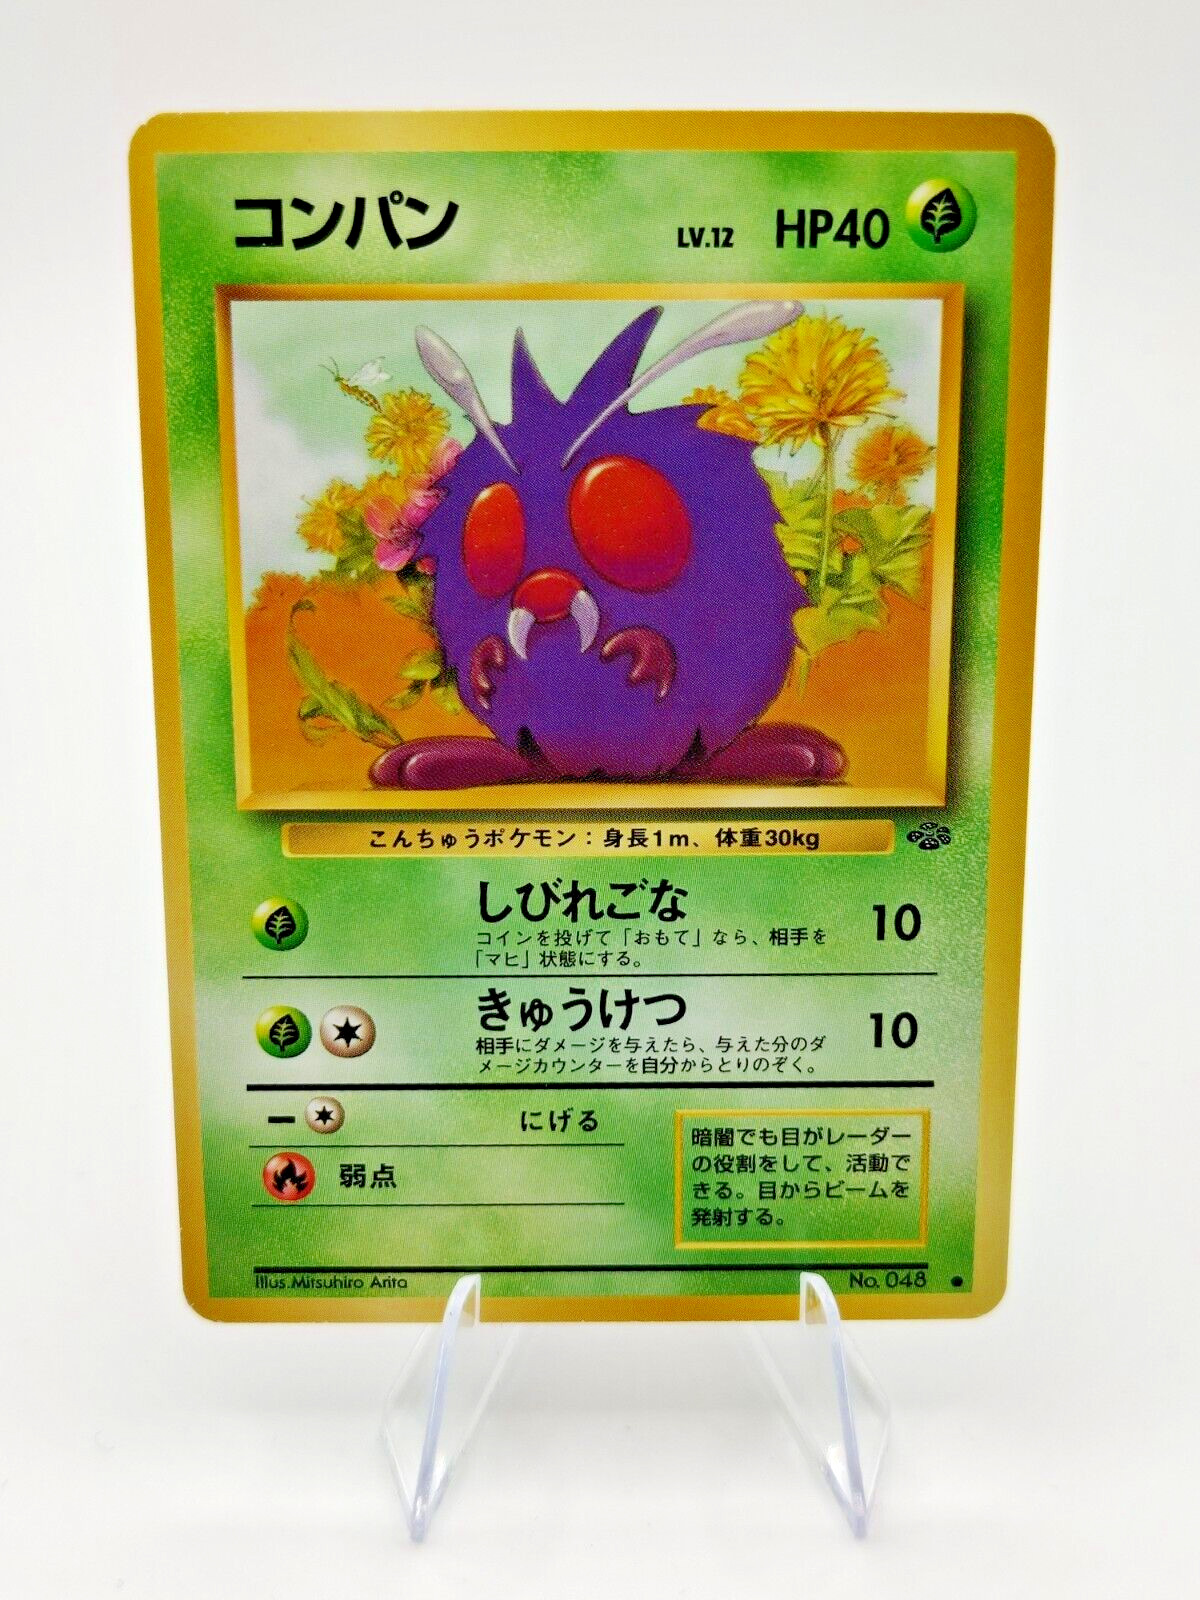 コンパン LV.12 HP40
こんちゅうポケモン：身長1m、体重30kg
しびれごな 10
コインを投げて「おもて」なら、相手を
「マヒ」状態にする。
きゅうけつ 10
相手にダメージを与えたら、与えた分のダ
メージカウンターを自分からとりのぞく。
ー にげる
弱点
暗闇でも目がレーダー
の役割をして、活動で
きる。目からビームを
発射する。
Illus.Mitsuhiro Arita No. 048 ●